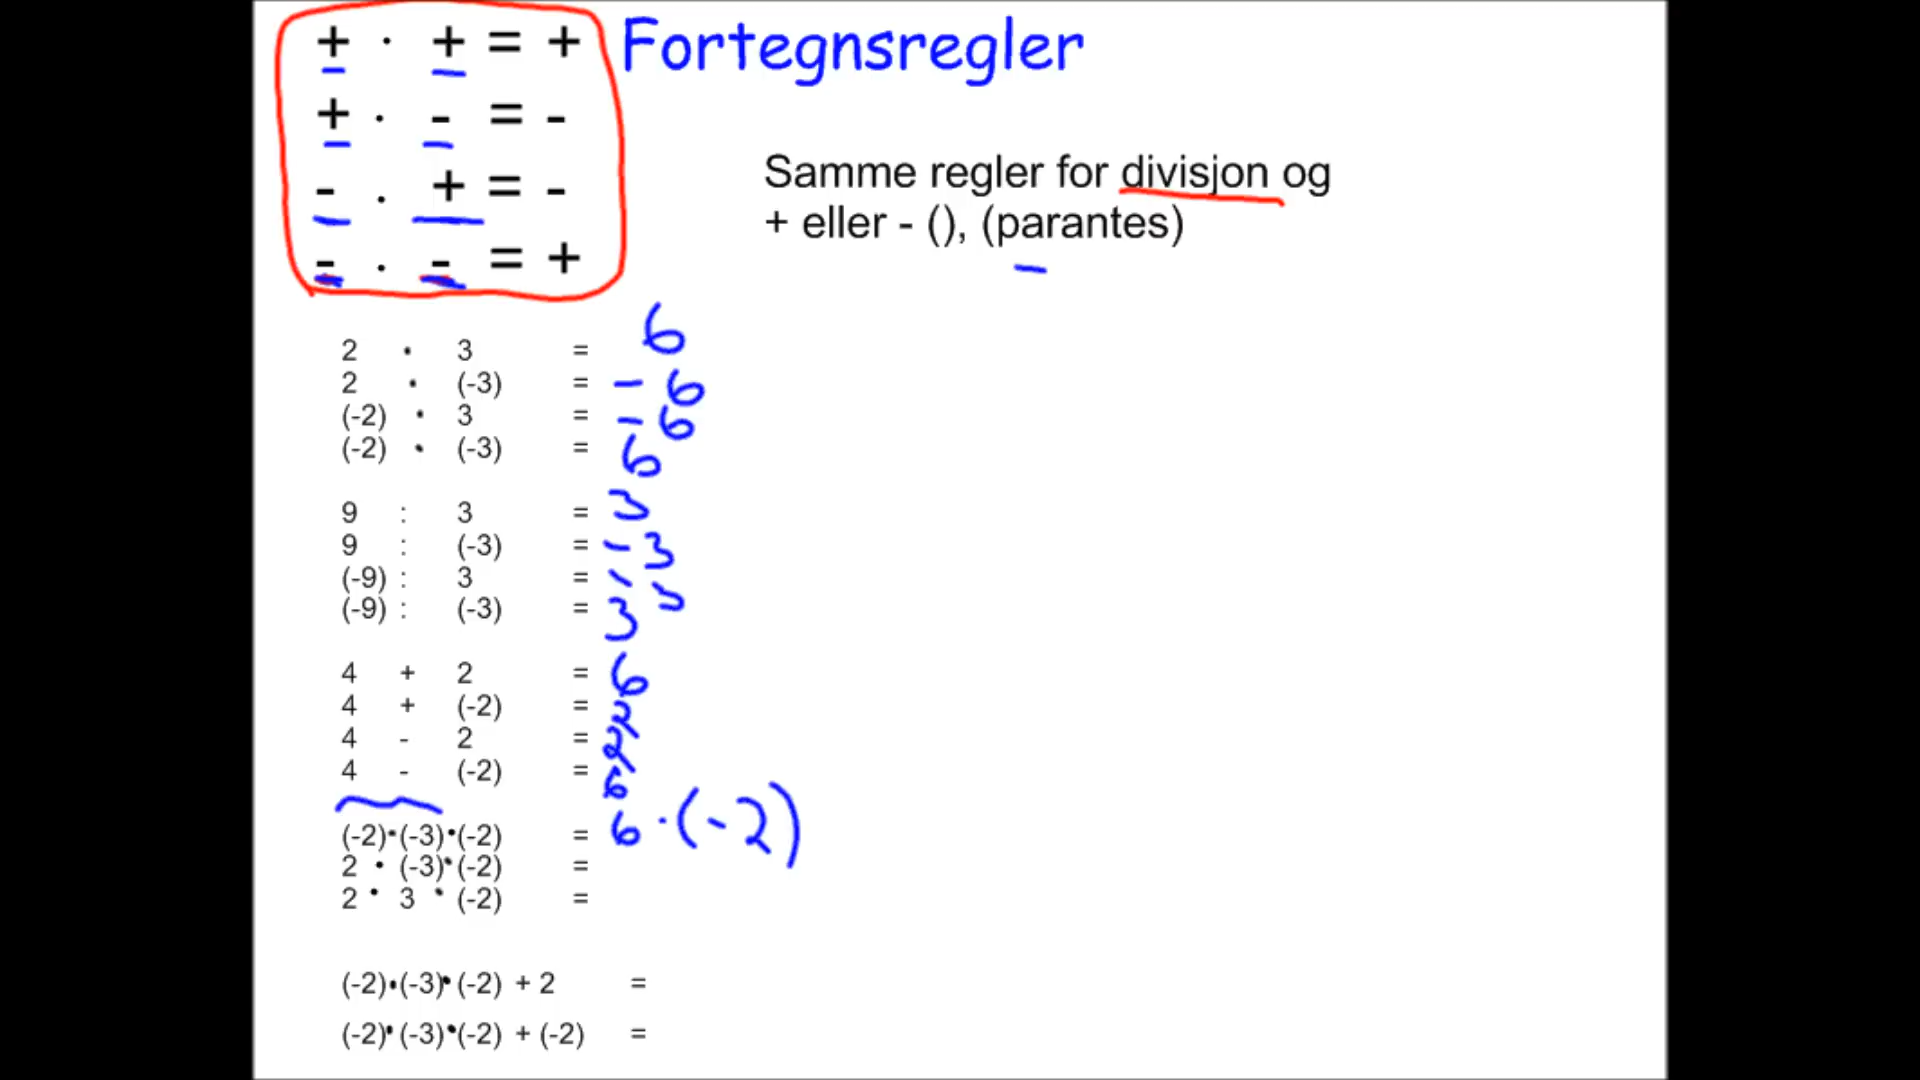 + · + = +
Fortegnsregler
+ · - = -
- · + = -
- · - = +
Samme regler for divisjon og
+ eller - (), (parantes)
2 · 3 = 6
2 · (-3) = - 6
(-2) · 3 = - 6
(-2) · (-3) = 6
9 : 3 = 3
9 : (-3) = - 3
(-9) : 3 = - 3
(-9) : (-3) = 3
4 + 2 = 6
4 + (-2) = 2
4 - 2 = 2
4 - (-2) = 6
(-2)·(-3)·(-2) = 6 ·(-2)
2 · (-3)·(-2) =
2 · 3 · (-2) =
(-2)·(-3)·(-2) + 2 =
(-2)·(-3)·(-2) + (-2) =